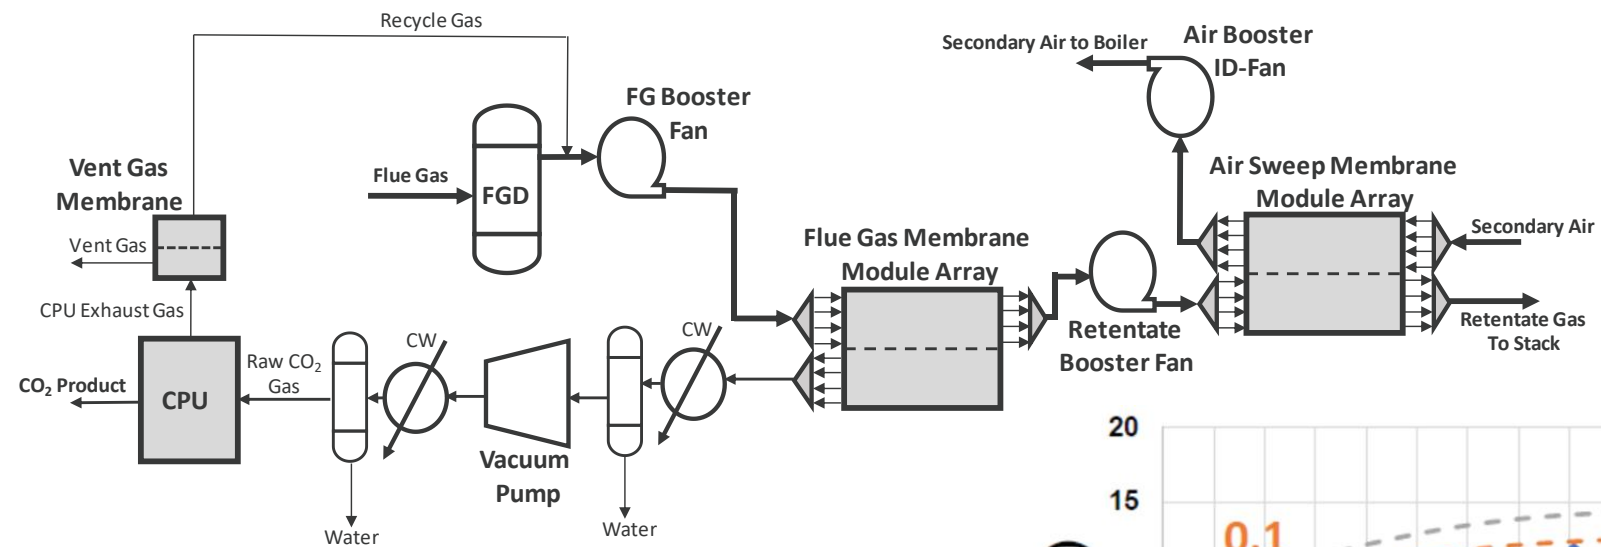 Recycle Gas
Secondary Air to Boiler
Air Booster
ID-Fan
FG Booster
Fan
Vent Gas
Membrane
Flue Gas
FGD
Air Sweep Membrane
Module Array
Vent Gas
Secondary Air
Flue Gas Membrane
Module Array
CPU Exhaust Gas
Retentate
Booster Fan
Retentate Gas
To Stack
CW
CW
Raw CO₂
Gas
CO₂ Product
CPU
Vacuum
Pump
Water
Water
20
15
0.1